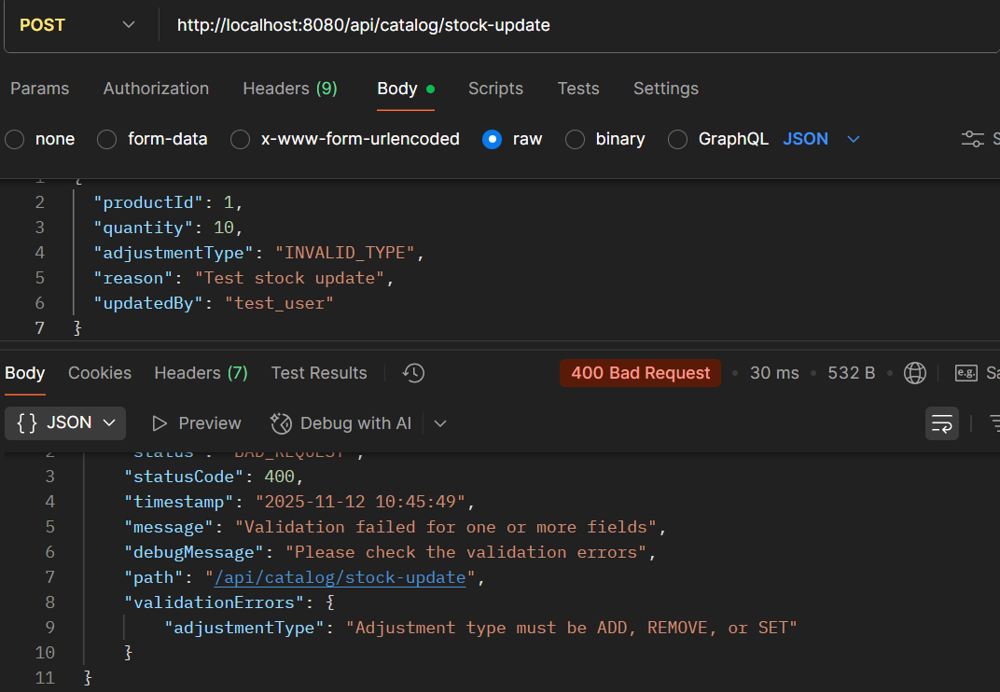 POST http://localhost:8080/api/catalog/stock-update
Params Authorization Headers (9) Body Scripts Tests Settings
none form-data x-www-form-urlencoded raw binary GraphQL JSON
2 "productId": 1,
3 "quantity": 10,
4 "adjustmentType": "INVALID_TYPE",
5 "reason": "Test stock update",
6 "updatedBy": "test_user"
7 }
Body Cookies Headers (7) Test Results 400 Bad Request • 30 ms • 532 B • e.g.
{} JSON Preview Debug with AI
2 "status": "BAD_REQUEST",
3 "statusCode": 400,
4 "timestamp": "2025-11-12 10:45:49",
5 "message": "Validation failed for one or more fields",
6 "debugMessage": "Please check the validation errors",
7 "path": "/api/catalog/stock-update",
8 "validationErrors": {
9 "adjustmentType": "Adjustment type must be ADD, REMOVE, or SET"
10 }
11 }